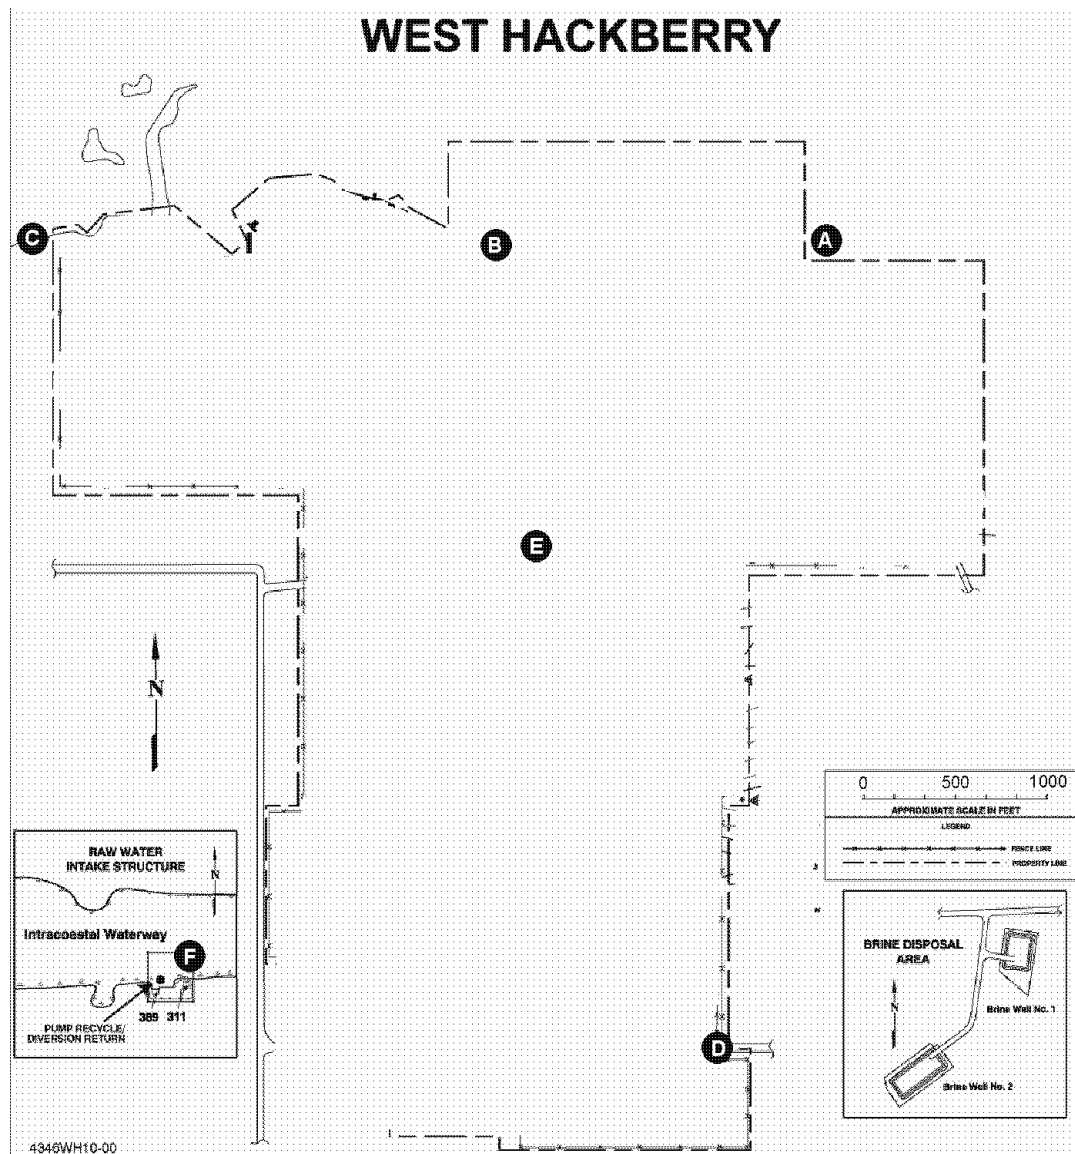 WEST HACKBERRY
C
B
A
E
N
0 500 1000
APPROXIMATE SCALE IN FEET
LEGEND
FENCE LINE
PROPERTY LINE
RAW WATER
INTAKE STRUCTURE
N
Intracoastal Waterway
F
389 311
PUMP RECYCLE/
DIVERSION RETURN
D
BRINE DISPOSAL
AREA
N
Brine Well No. 1
Brine Well No. 2
4346WH10-00